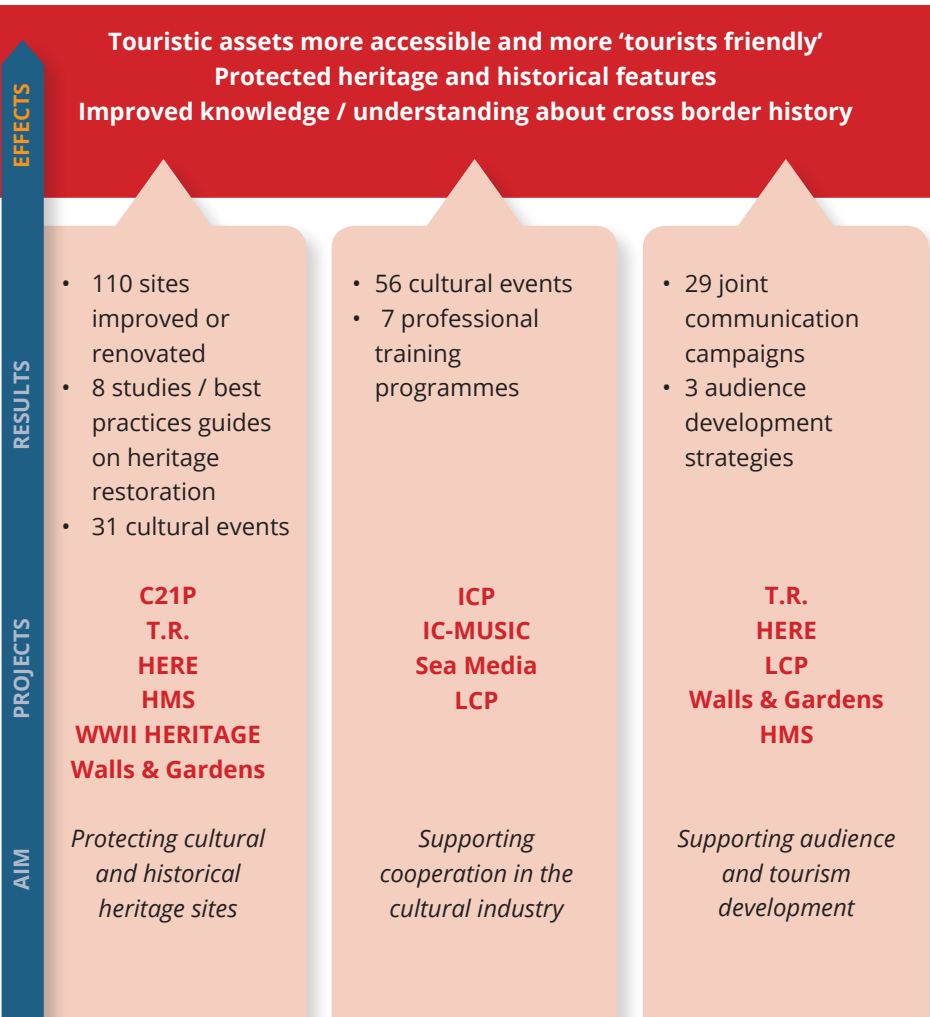 Touristic assets more accessible and more ‘tourists friendly’
Protected heritage and historical features
Improved knowledge / understanding about cross border history
EFFECTS
RESULTS
• 110 sites
improved or
renovated
• 8 studies / best
practices guides
on heritage
restoration
• 31 cultural events
• 56 cultural events
• 7 professional
training
programmes
• 29 joint
communication
campaigns
• 3 audience
development
strategies
PROJECTS
C21P
T.R.
HERE
HMS
WWII HERITAGE
Walls & Gardens
ICP
IC-MUSIC
Sea Media
LCP
T.R.
HERE
LCP
Walls & Gardens
HMS
AIM
Protecting cultural
and historical
heritage sites
Supporting
cooperation in the
cultural industry
Supporting audience
and tourism
development